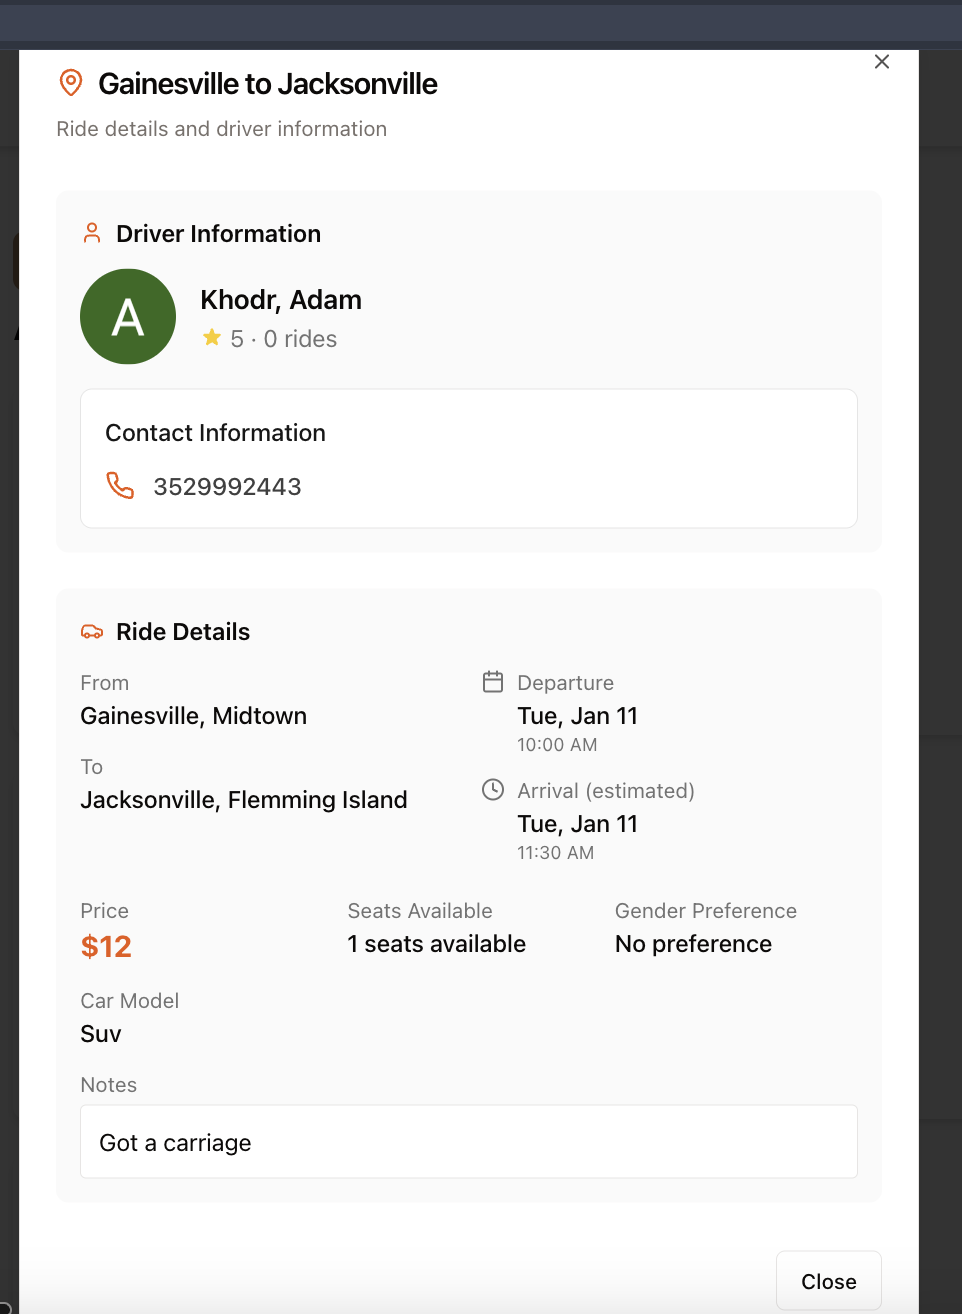 Gainesville to Jacksonville
Ride details and driver information
Driver Information
A
Khodr, Adam
5 · 0 rides
Contact Information
3529992443
Ride Details
From
Gainesville, Midtown
To
Jacksonville, Flemming Island
Departure
Tue, Jan 11
10:00 AM
Arrival (estimated)
Tue, Jan 11
11:30 AM
Price
$12
Seats Available
1 seats available
Gender Preference
No preference
Car Model
Suv
Notes
Got a carriage
Close